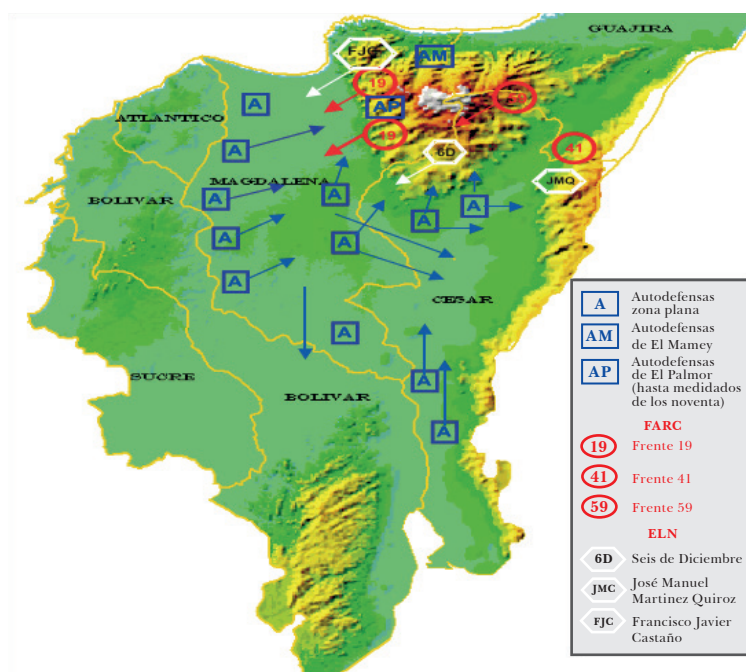 GUAJIRA
FJC
AM
19
A
AP
59
ATLANTICO
19
A
6D
41
MAGDALENA
JMQ
BOLIVAR
A
A
A
A
A
A
A
CESAR
A
SUCRE
A
BOLIVAR
A
A Autodefensas
zona plana
AM Autodefensas
de El Mamey
AP Autodefensas
de El Palmor
(hasta medidados
de los noventa)
FARC
19 Frente 19
41 Frente 41
59 Frente 59
ELN
6D Seis de Diciembre
JMC José Manuel
Martinez Quiroz
FJC Francisco Javier
Castaño